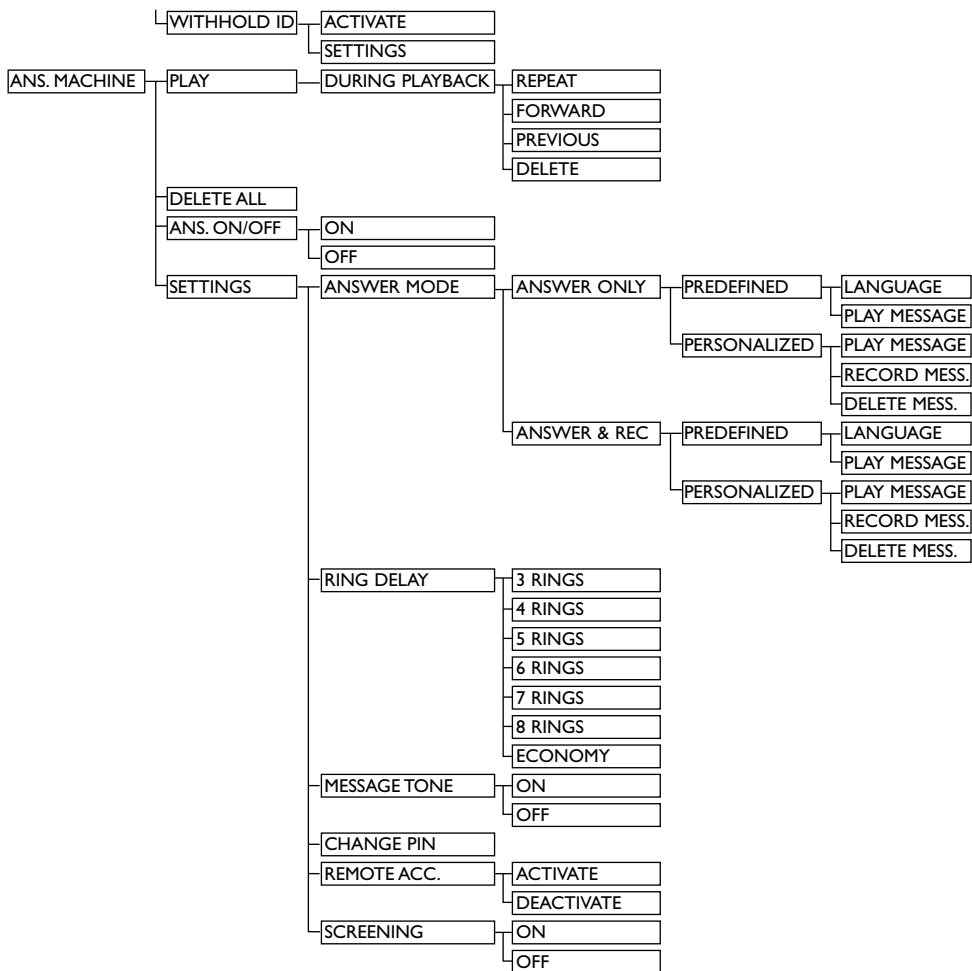 WITHHOLD ID ACTIVATE
SETTINGS
ANS. MACHINE PLAY DURING PLAYBACK REPEAT
FORWARD
PREVIOUS
DELETE
DELETE ALL
ANS. ON/OFF ON
OFF
SETTINGS ANSWER MODE ANSWER ONLY PREDEFINED LANGUAGE
PLAY MESSAGE
PERSONALIZED PLAY MESSAGE
RECORD MESS.
DELETE MESS.
ANSWER & REC PREDEFINED LANGUAGE
PLAY MESSAGE
PERSONALIZED PLAY MESSAGE
RECORD MESS.
DELETE MESS.
RING DELAY 3 RINGS
4 RINGS
5 RINGS
6 RINGS
7 RINGS
8 RINGS
ECONOMY
MESSAGE TONE ON
OFF
CHANGE PIN
REMOTE ACC. ACTIVATE
DEACTIVATE
SCREENING ON
OFF